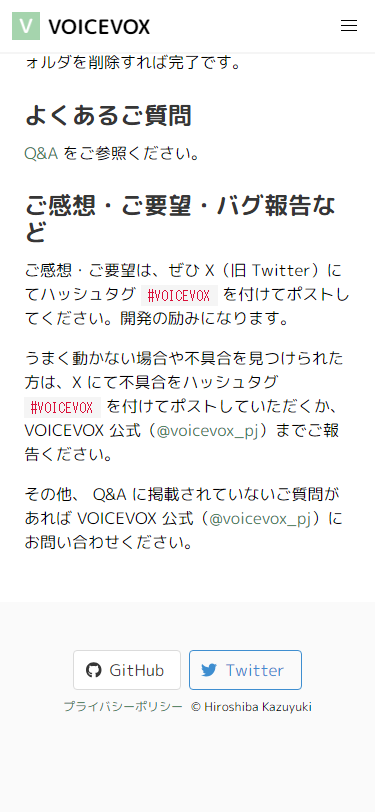 V VOICEVOX
ォルダを削除すれば完了です。
よくあるご質問
Q&A をご参照ください。
ご感想・ご要望・バグ報告な
ど
ご感想・ご要望は、ぜひ X（旧 Twitter）に
てハッシュタグ #VOICEVOX を付けてポストし
てください。開発の励みになります。
うまく動かない場合や不具合を見つけられた
方は、X にて不具合をハッシュタグ
#VOICEVOX を付けてポストしていただくか、
VOICEVOX 公式（@voicevox_pj）までご報
告ください。
その他、 Q&A に掲載されていないご質問が
あれば VOICEVOX 公式（@voicevox_pj）に
お問い合わせください。
GitHub Twitter
プライバシーポリシー © Hiroshiba Kazuyuki